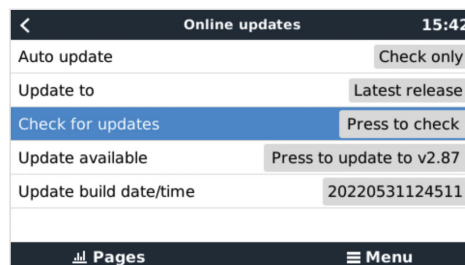 Online updates 15:42
Auto update Check only
Update to Latest release
Check for updates Press to check
Update available Press to update to v2.87
Update build date/time 20220531124511
Pages Menu